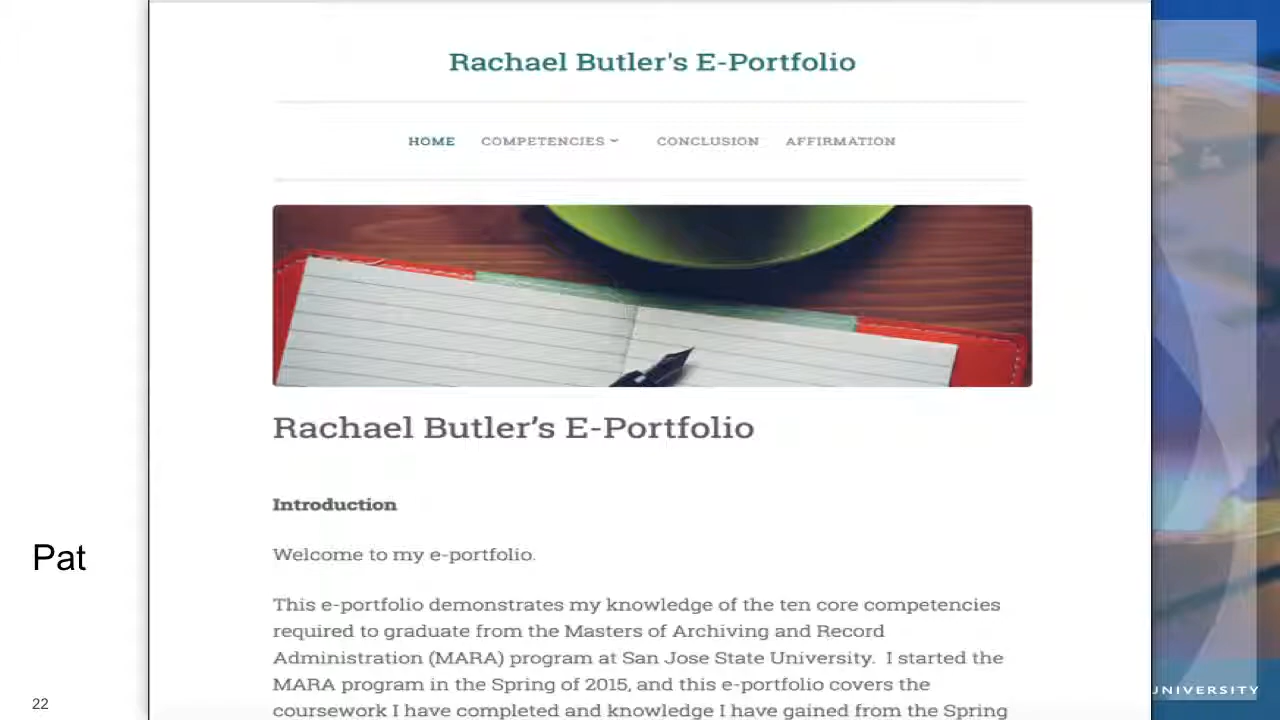 Rachael Butler's E-Portfolio
HOME COMPETENCIES CONCLUSION AFFIRMATION
Rachael Butler’s E-Portfolio
Introduction
Welcome to my e-portfolio.
This e-portfolio demonstrates my knowledge of the ten core competencies
required to graduate from the Masters of Archiving and Record
Administration (MARA) program at San Jose State University.  I started the
MARA program in the Spring of 2015, and this e-portfolio covers the
coursework I have completed and knowledge I have gained from the Spring
Pat
22
UNIVERSITY